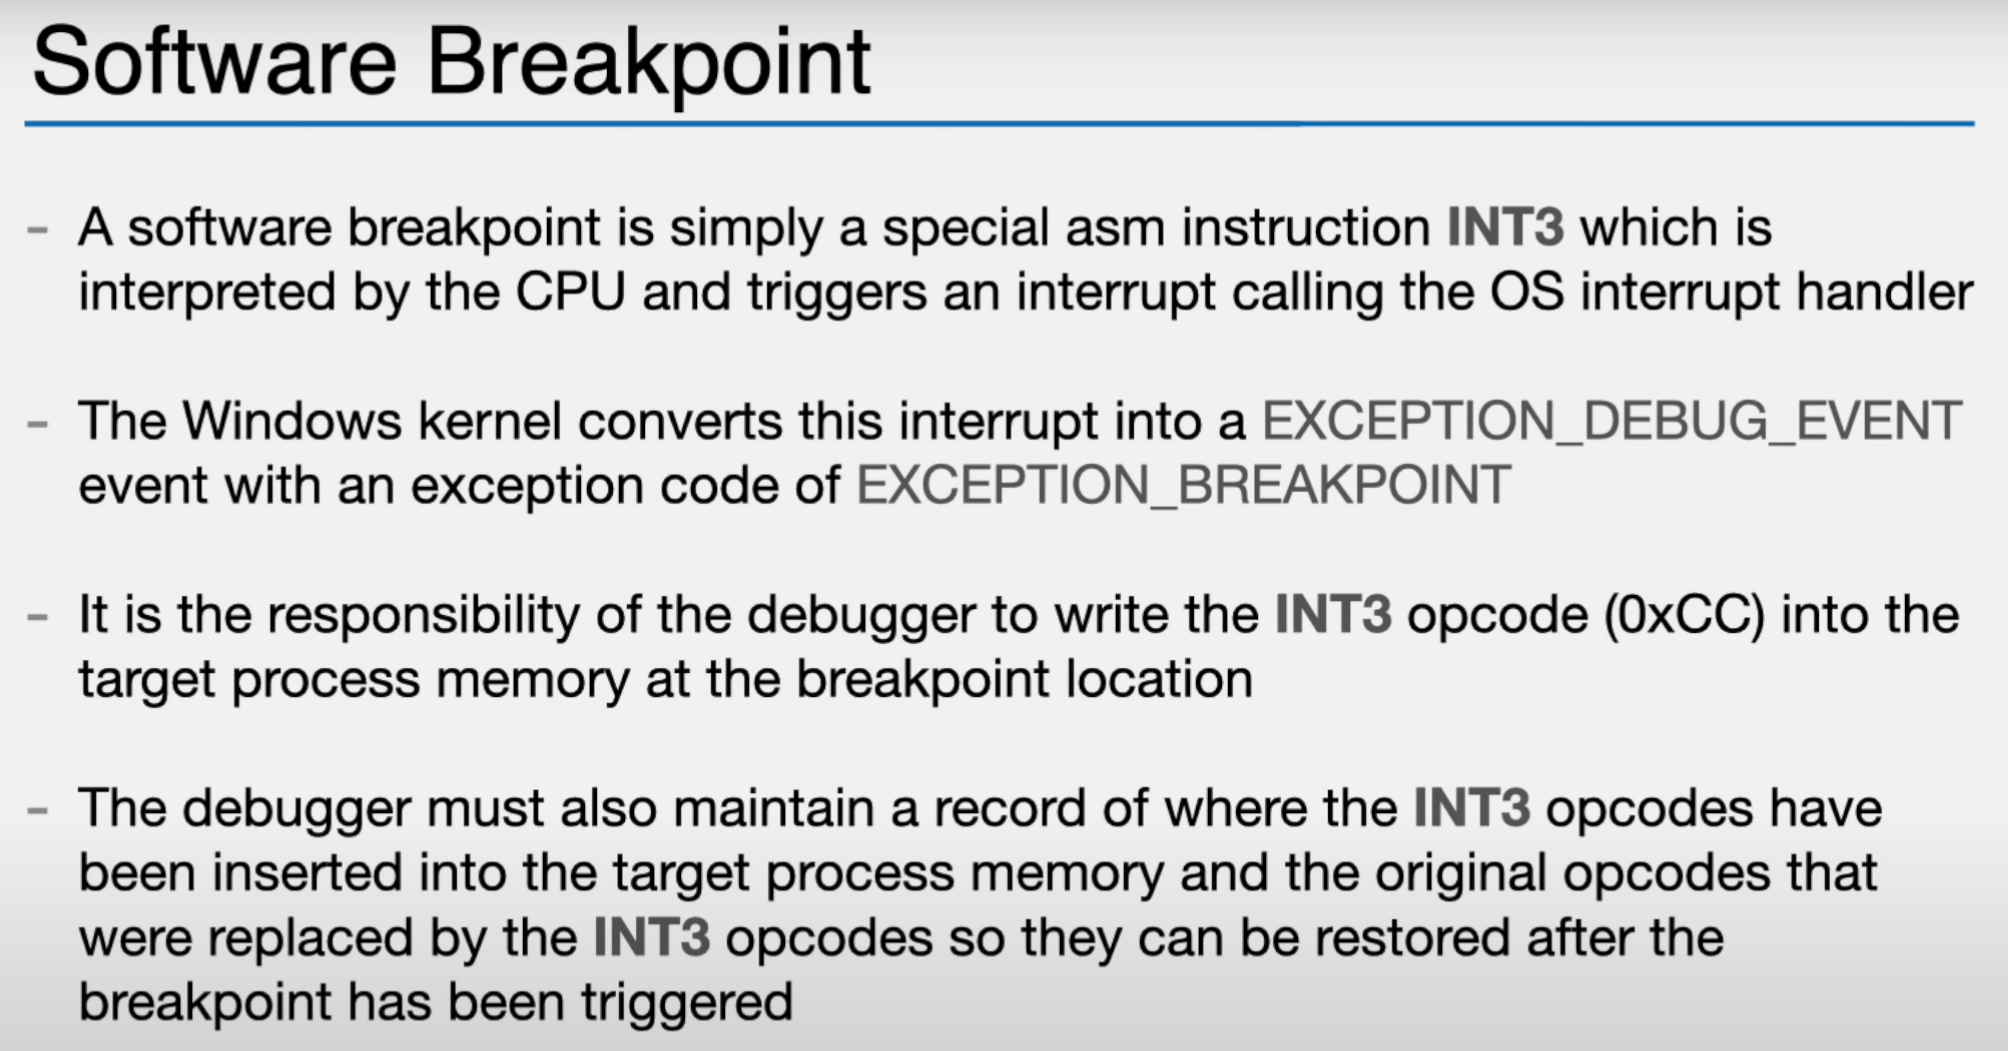 Software Breakpoint
- A software breakpoint is simply a special asm instruction INT3 which is
interpreted by the CPU and triggers an interrupt calling the OS interrupt handler
- The Windows kernel converts this interrupt into a EXCEPTION_DEBUG_EVENT
event with an exception code of EXCEPTION_BREAKPOINT
- It is the responsibility of the debugger to write the INT3 opcode (0xCC) into the
target process memory at the breakpoint location
- The debugger must also maintain a record of where the INT3 opcodes have
been inserted into the target process memory and the original opcodes that
were replaced by the INT3 opcodes so they can be restored after the
breakpoint has been triggered